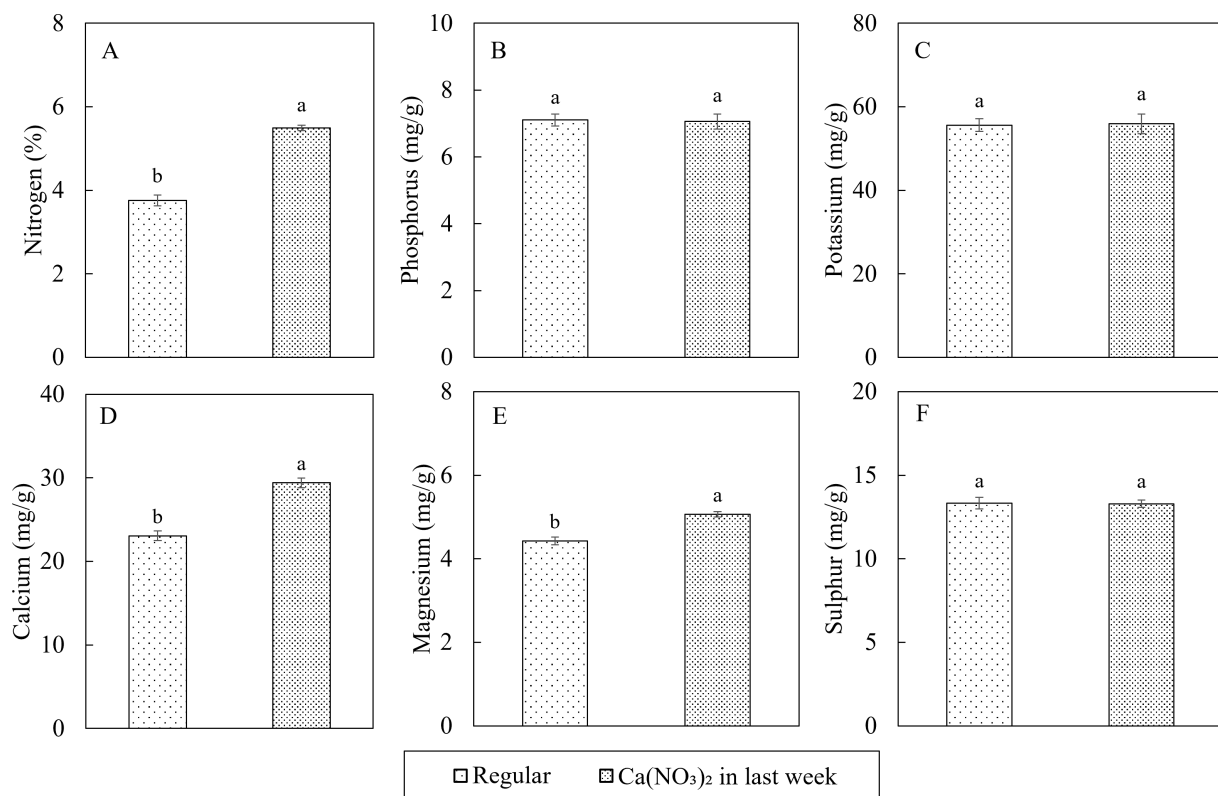 A
Nitrogen (%)
8
6
4
2
0
b
a
B
Phosphorus (mg/g)
10
8
6
4
2
0
a
a
C
Potassium (mg/g)
80
60
40
20
0
a
a
D
Calcium (mg/g)
40
30
20
10
0
b
a
E
Magnesium (mg/g)
8
6
4
2
0
b
a
F
Sulphur (mg/g)
20
15
13
5
0
a
a
Regular
Ca(NO₃)₂ in last week